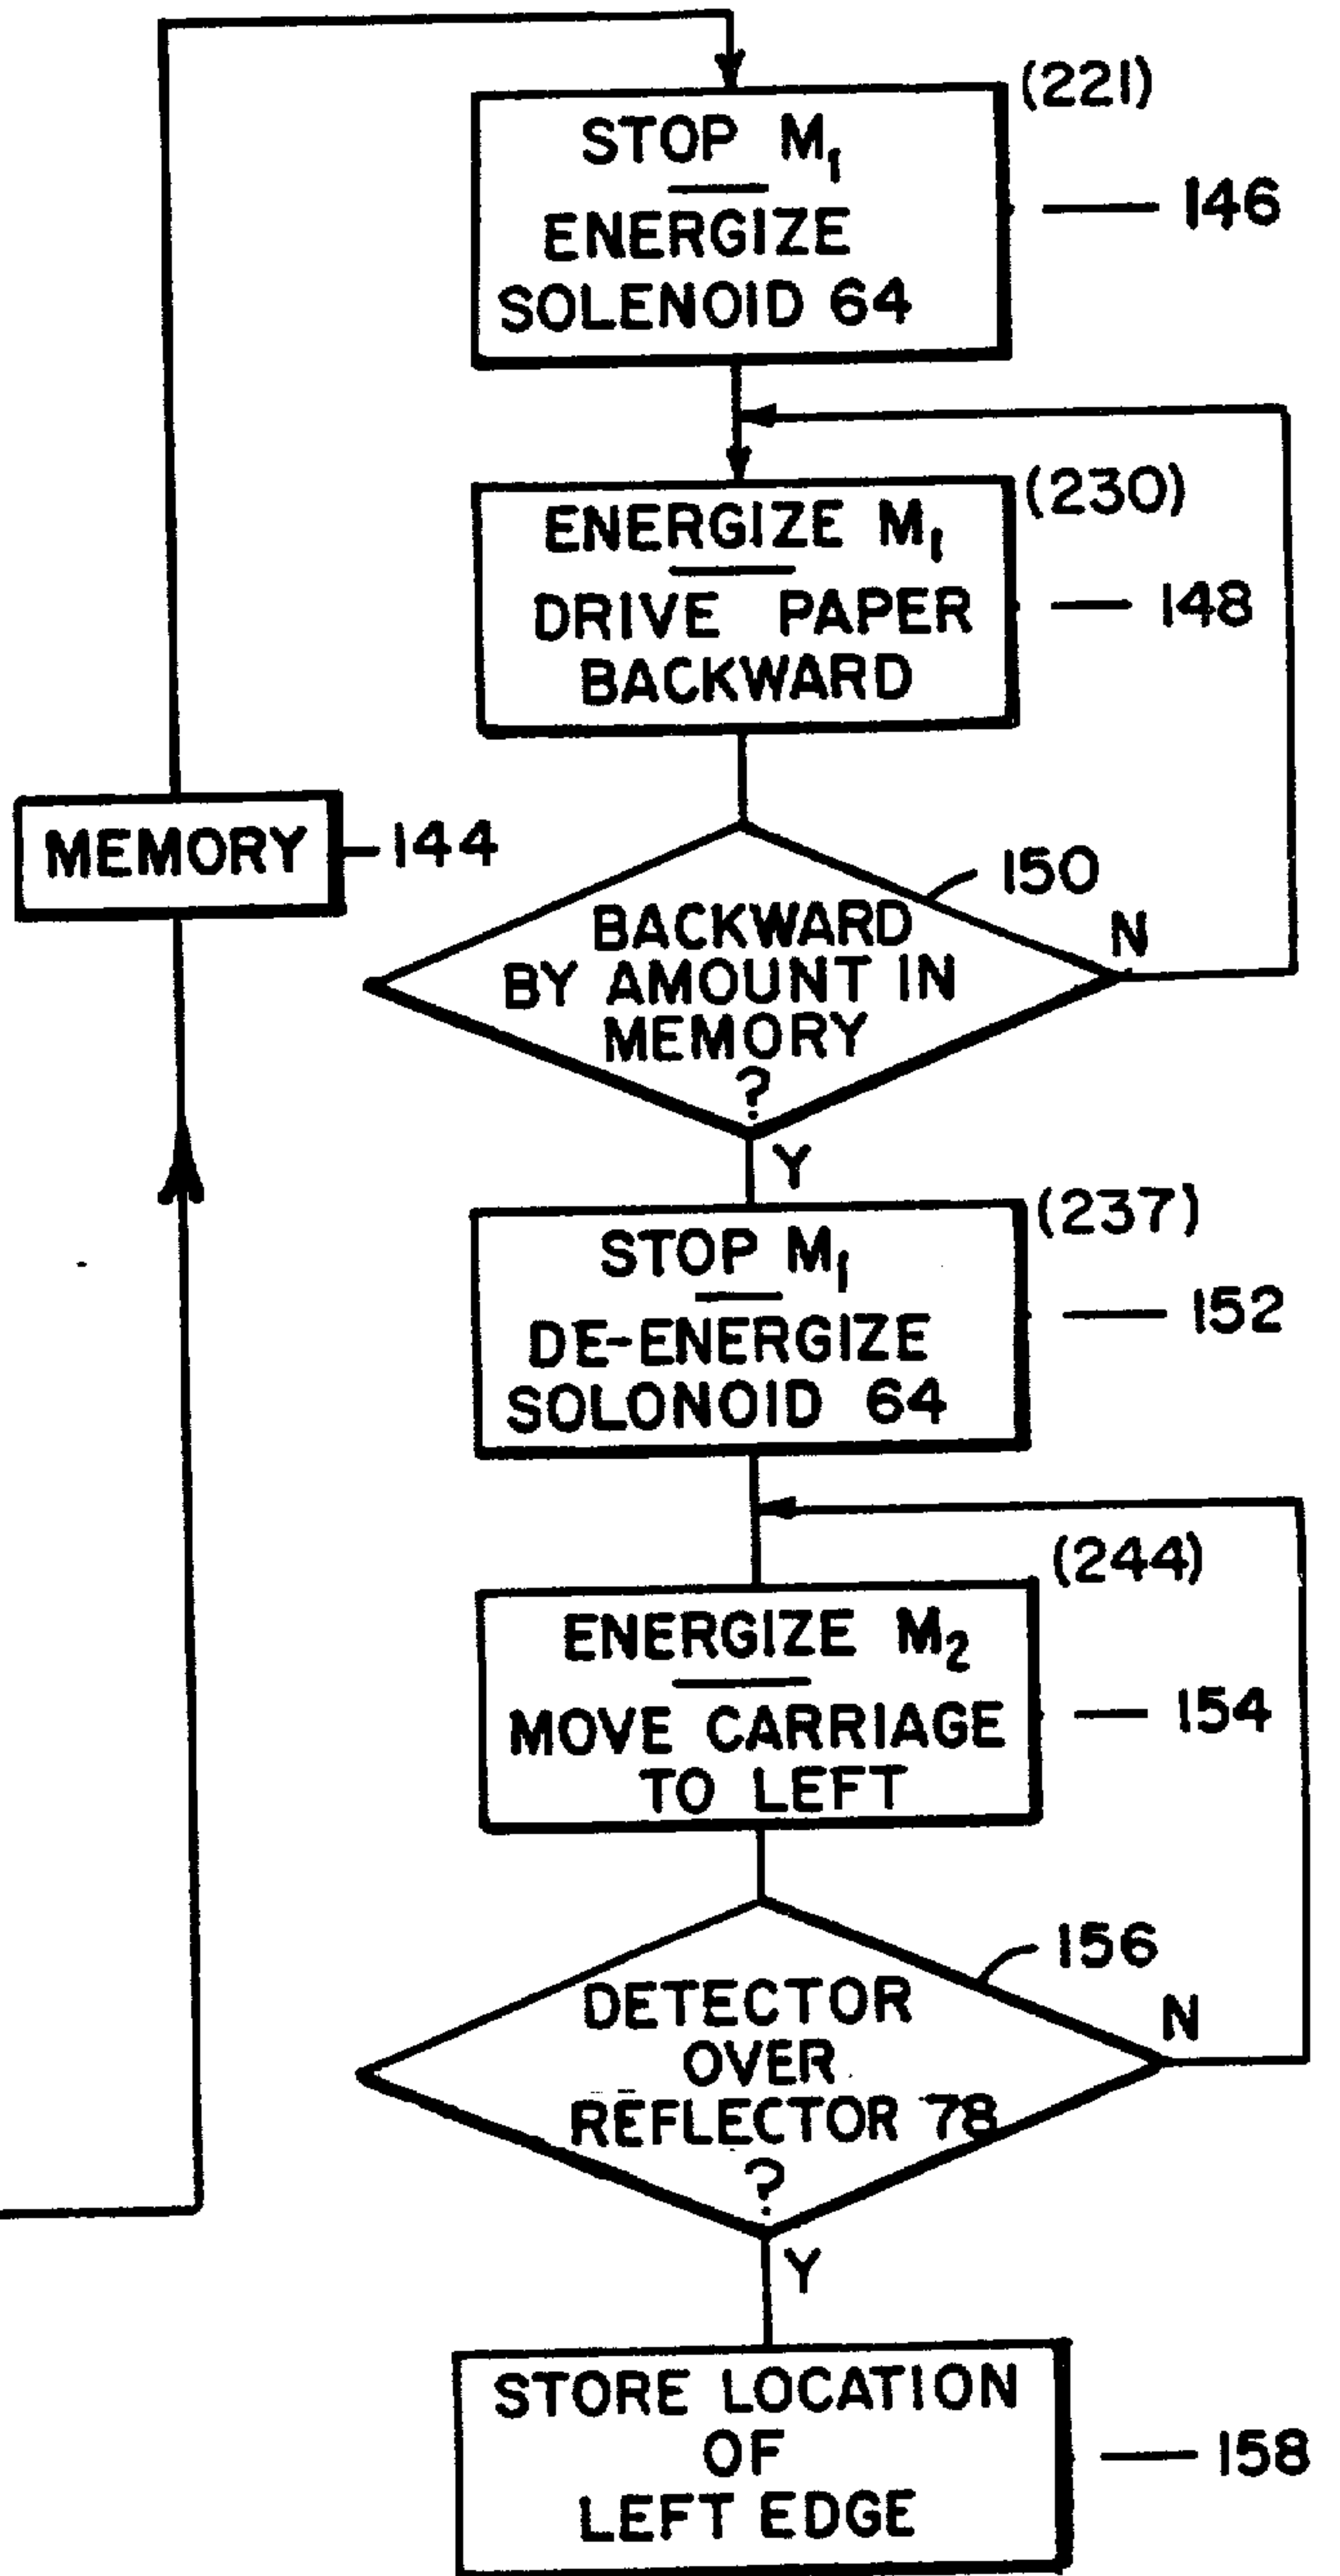 (221)
STOP M₁
ENERGIZE
SOLENOID 64
146
(230)
ENERGIZE M₁
DRIVE PAPER
BACKWARD
148
MEMORY
144
150
BACKWARD
BY AMOUNT IN
MEMORY
?
N
Y
(237)
STOP M₁
DE-ENERGIZE
SOLONOID 64
152
(244)
ENERGIZE M₂
MOVE CARRIAGE
TO LEFT
154
156
DETECTOR
OVER
REFLECTOR 78
?
N
Y
STORE LOCATION
OF
LEFT EDGE
158